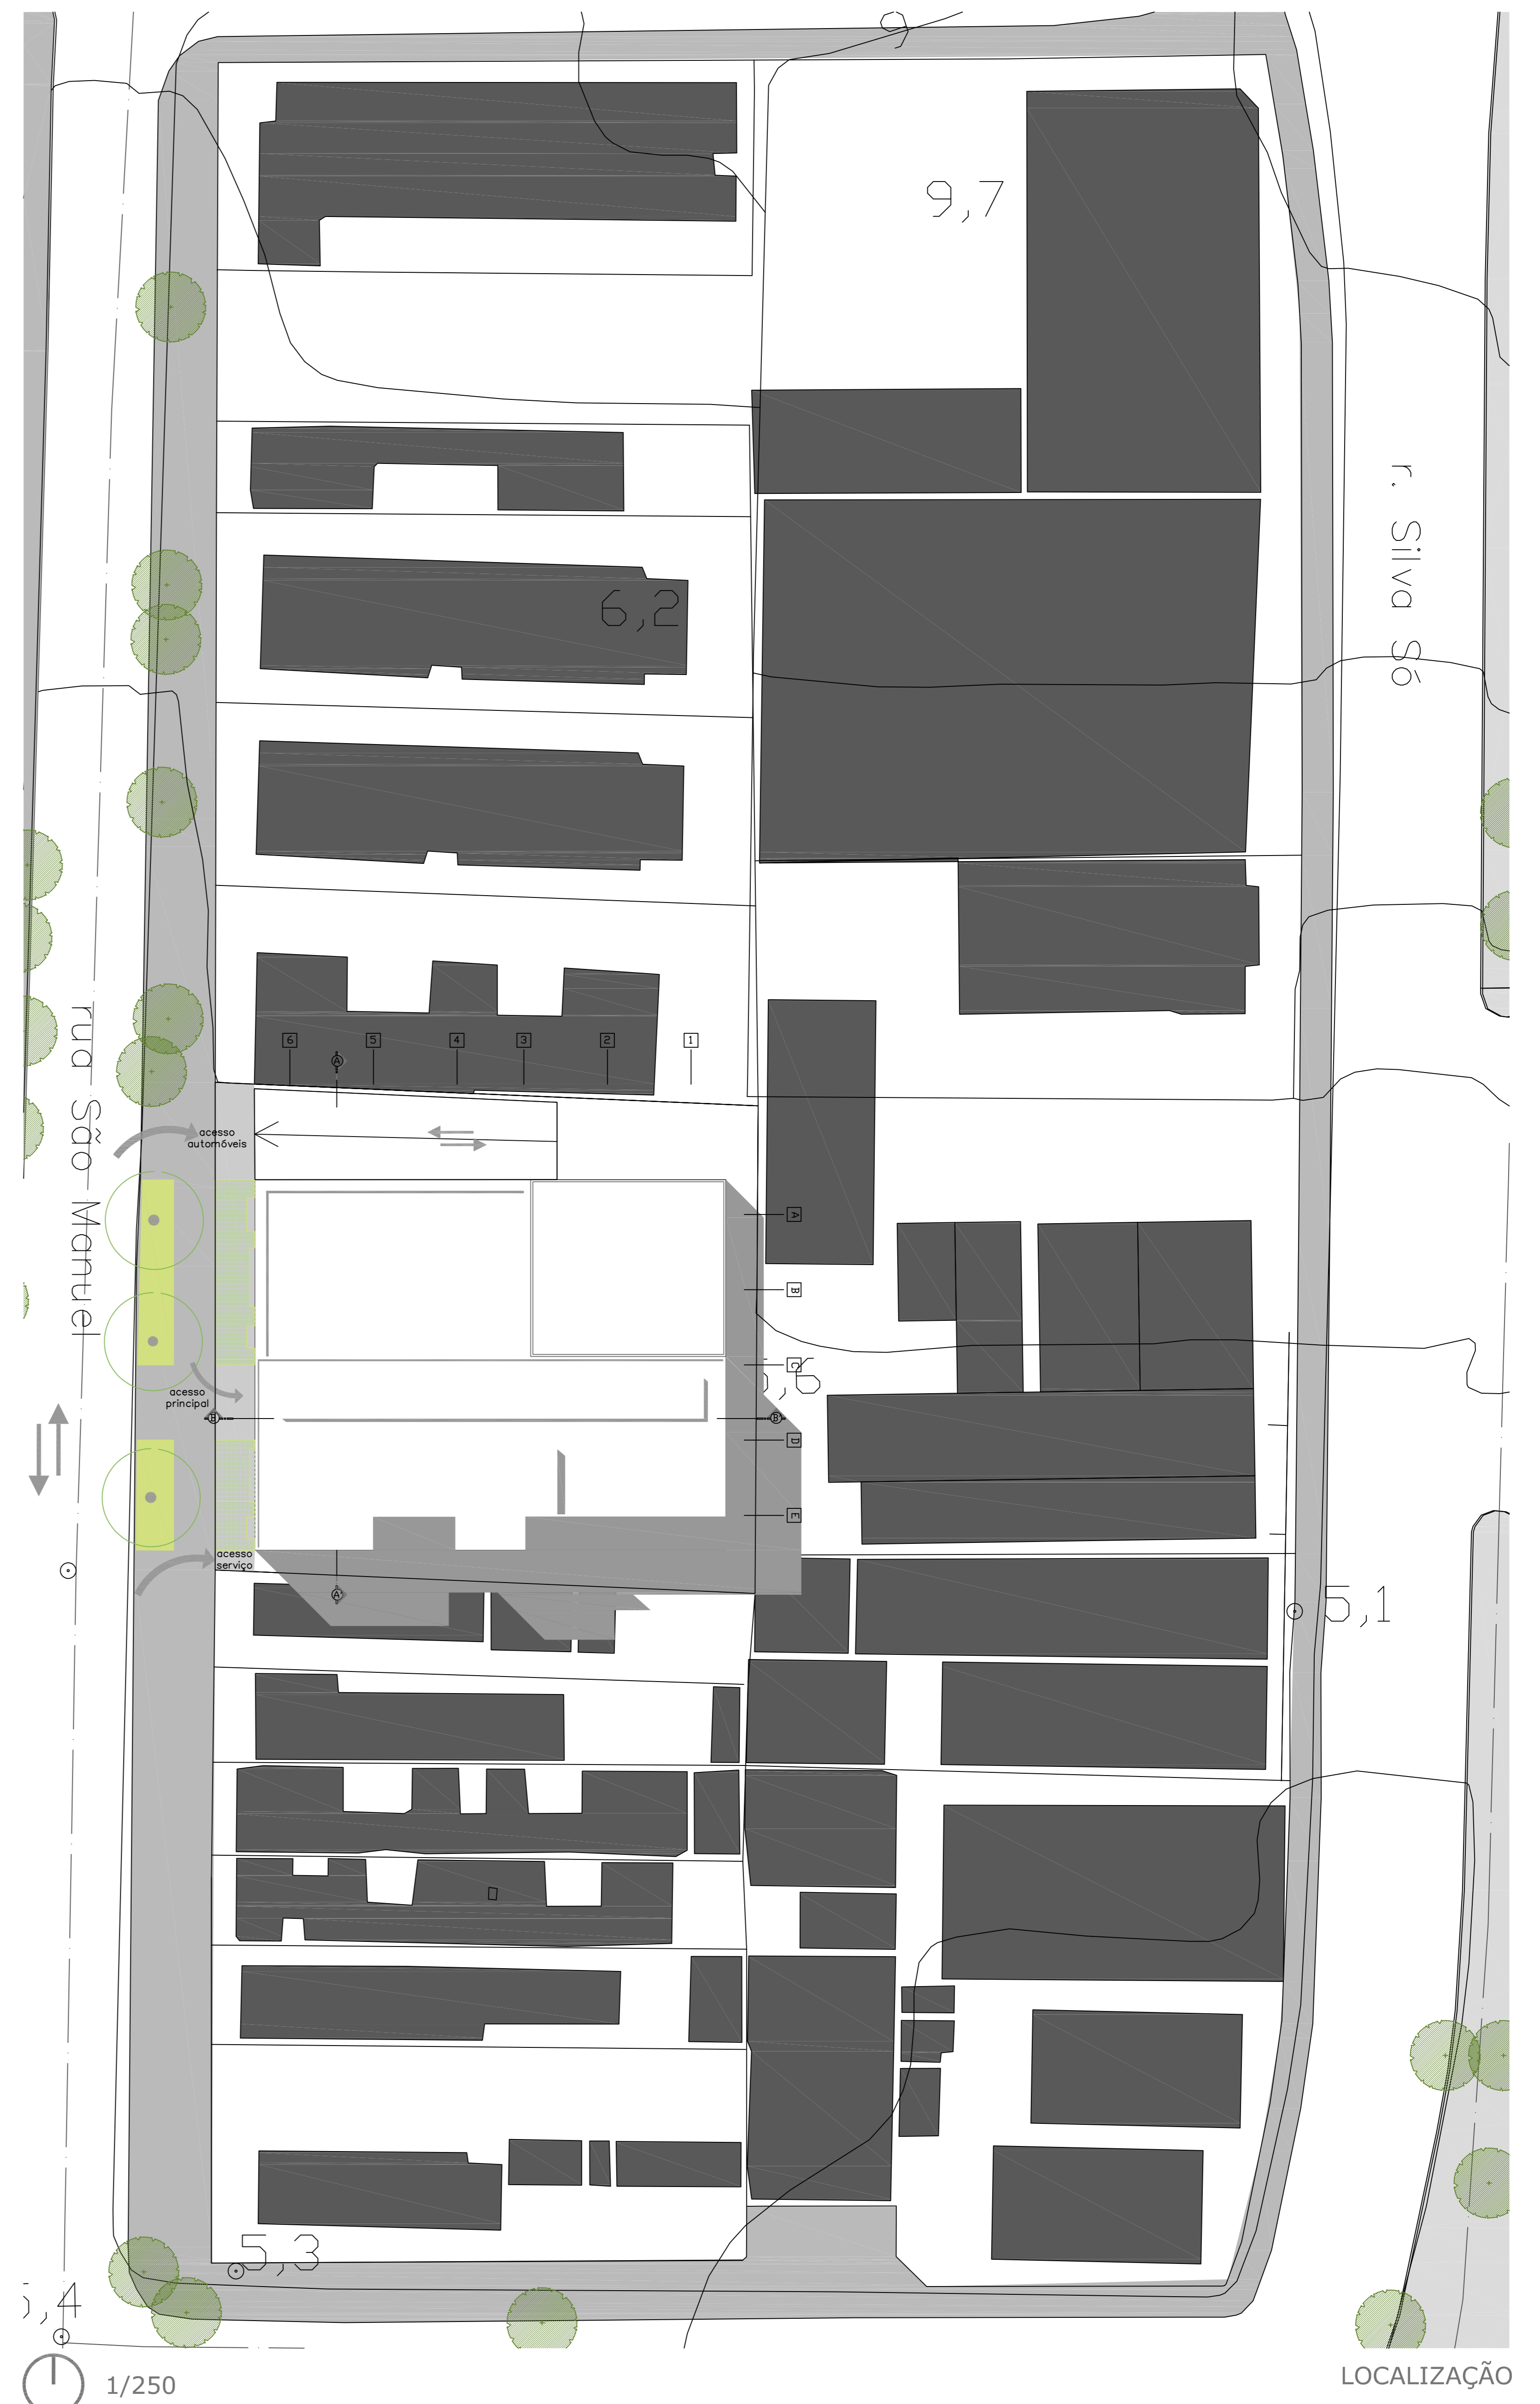 9,7
r. Silva Só
6,2
6
5
4
3
2
1
A
rua São Manuel
acesso
automóveis
A
B
C
acesso
principal
B
B'
D
E
acesso
serviço
A'
5,1
5,3
1/250
LOCALIZAÇÃO